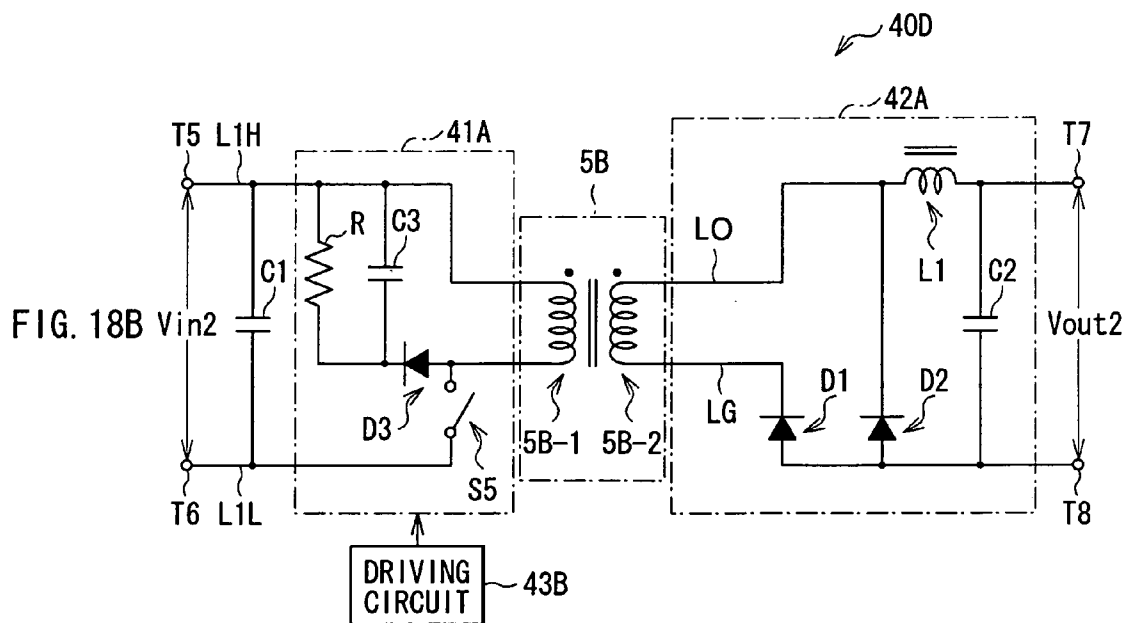 40D
42A
41A
T5 L1H
T7
5B
R
C3
LO
C1
L1
C2
FIG. 18B Vin2
Vout2
D1
D2
D3
LG
5B-1 5B-2
S5
T6 L1L
T8
DRIVING
CIRCUIT
43B